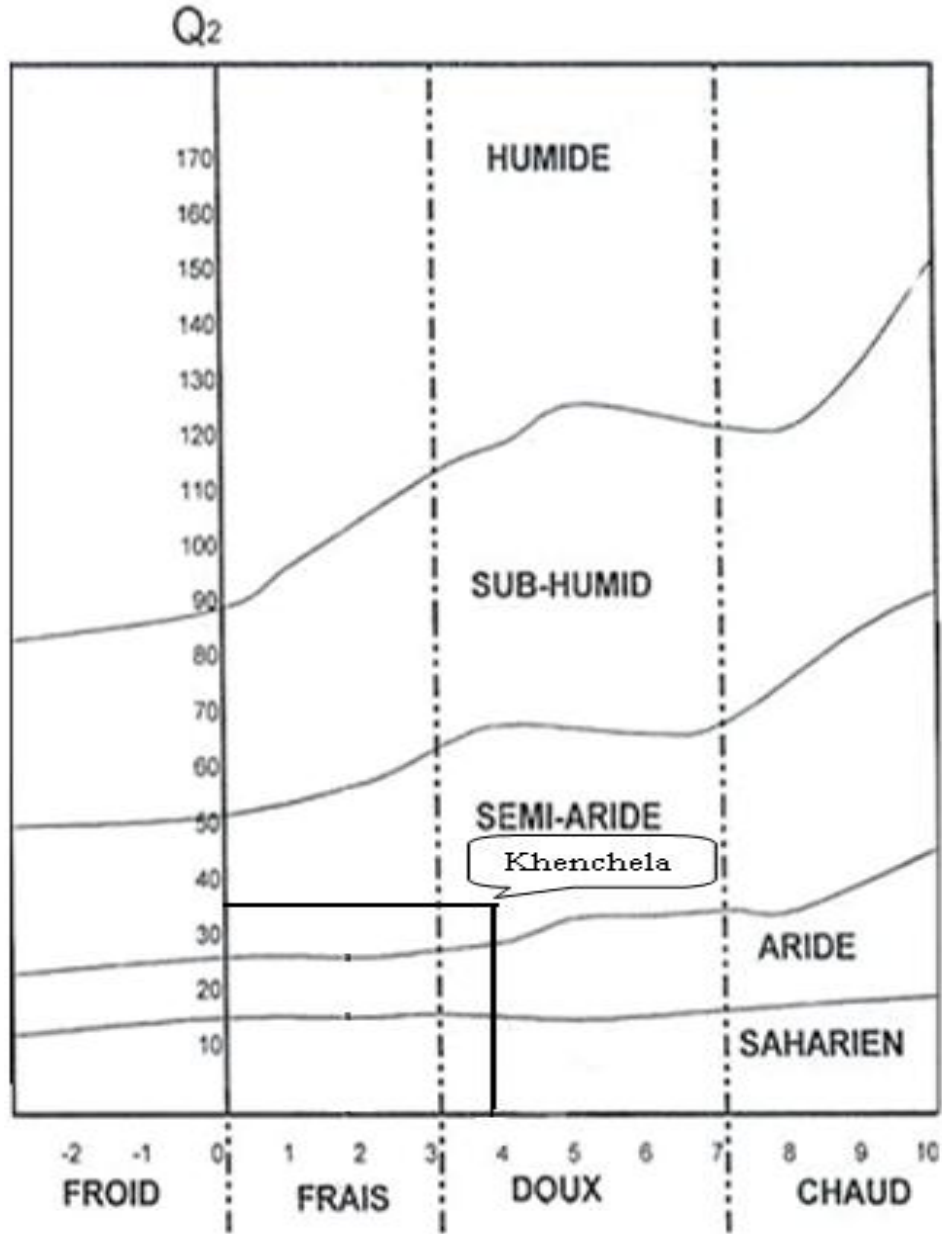 Q2
170
HUMIDE
160
150
140
130
120
110
100
90
SUB-HUMID
80
70
60
50
SEMI-ARIDE
Khenchela
40
30
ARIDE
20
10
SAHARIEN
-2 -1 0 1 2 3 4 5 6 7 8 9 10
FROID FRAIS DOUX CHAUD